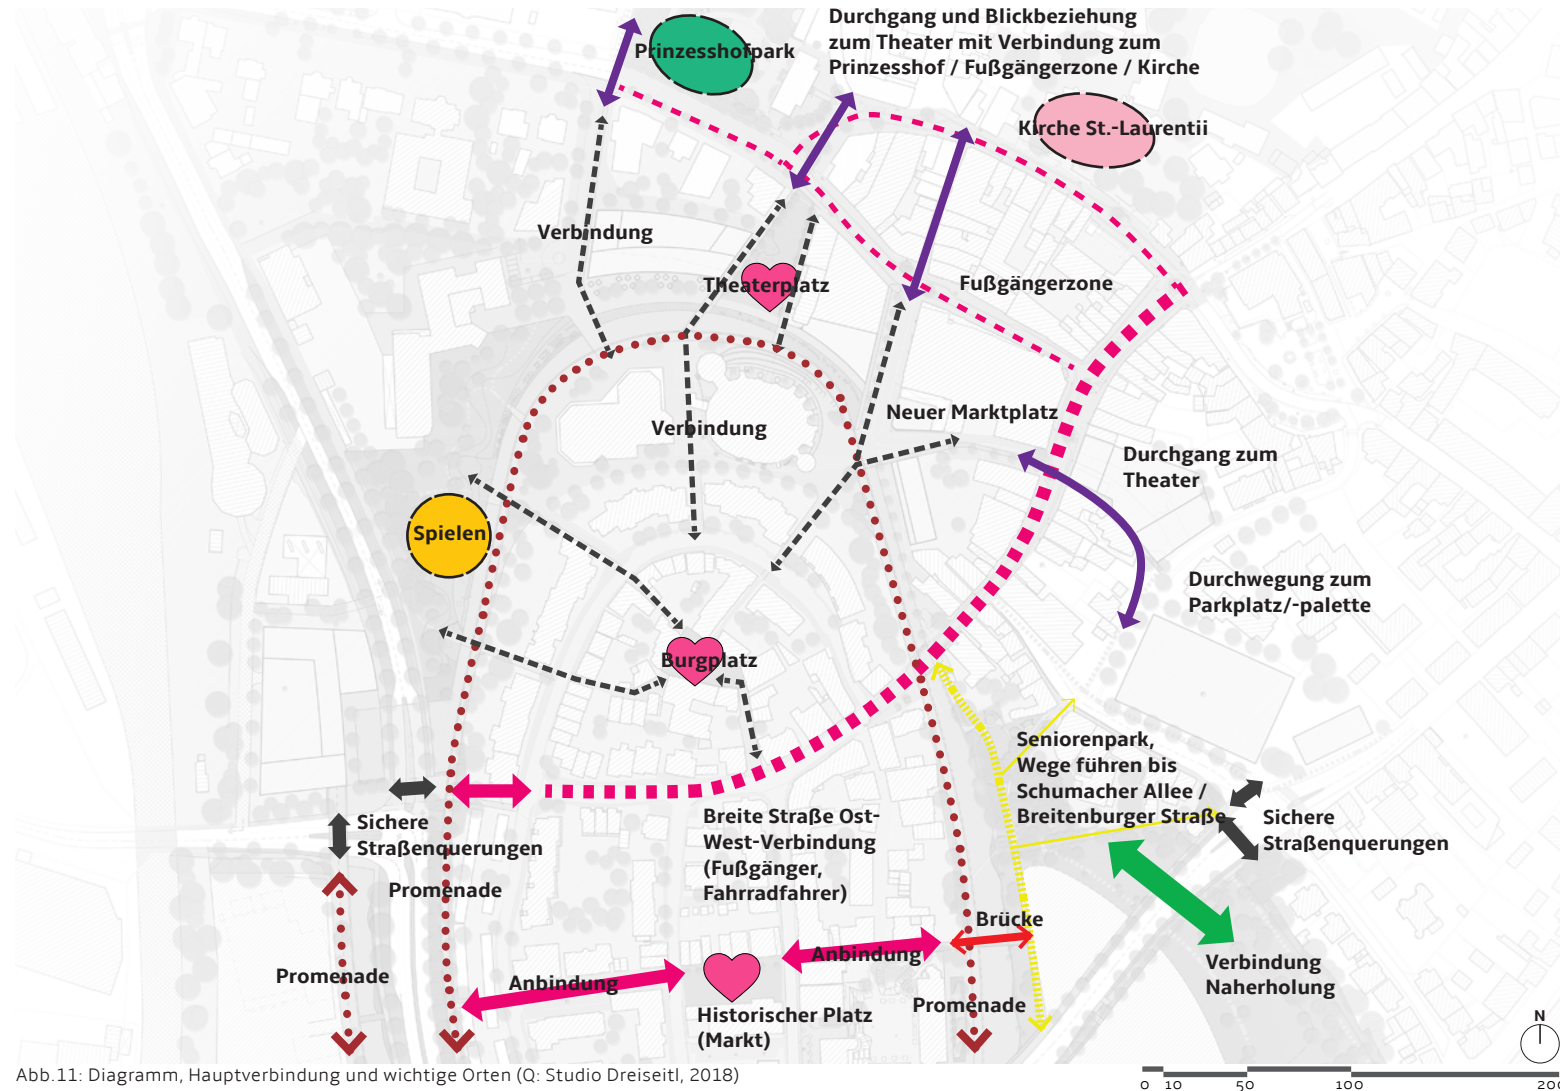 Durchgang und Blickbeziehung
zum Theater mit Verbindung zum
Prinzesshof / Fußgängerzone / Kirche
Prinzesshofpark
Kirche St.-Laurentii
Verbindung
Theaterplatz
Fußgängerzone
Neuer Marktplatz
Verbindung
Durchgang zum
Theater
Spielen
Durchwegung zum
Parkplatz/-palette
Burgplatz
Seniorenpark,
Wege führen bis
Schumacher Allee /
Breitenburger Straße
Sichere
Straßenquerungen
Breite Straße Ost-
West-Verbindung
(Fußgänger,
Fahrradfahrer)
Sichere
Straßenquerungen
Promenade
Brücke
Anbindung
Verbindung
Naherholung
Promenade
Anbindung
Promenade
Historischer Platz
(Markt)
N
Abb.11: Diagramm, Hauptverbindung und wichtige Orten (Q: Studio Dreiseitl, 2018)
0 10 50 100 200